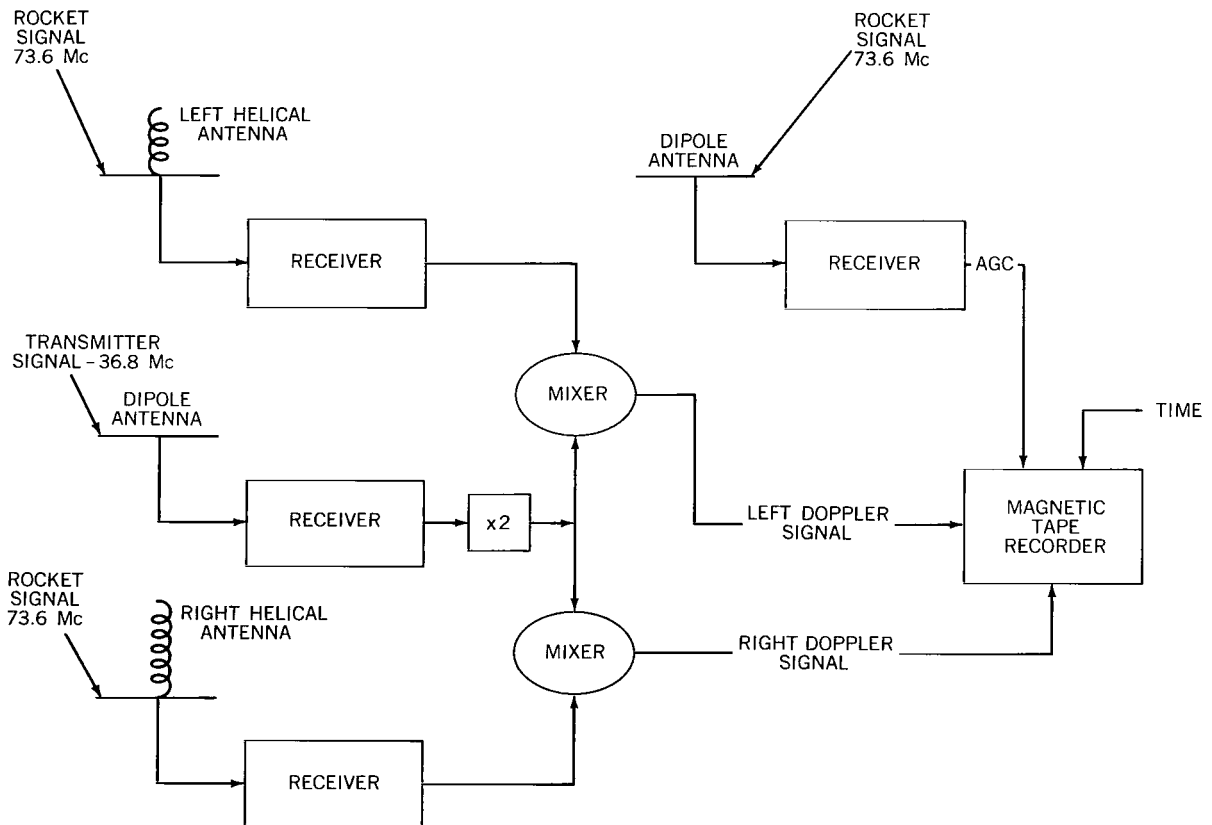 ROCKET
SIGNAL
73.6 Mc
LEFT HELICAL
ANTENNA
RECEIVER
ROCKET
SIGNAL
73.6 Mc
DIPOLE
ANTENNA
RECEIVER
AGC
TRANSMITTER
SIGNAL – 36.8 Mc
DIPOLE
ANTENNA
RECEIVER
x2
MIXER
TIME
LEFT DOPPLER
SIGNAL
MAGNETIC
TAPE
RECORDER
ROCKET
SIGNAL
73.6 Mc
RIGHT HELICAL
ANTENNA
RECEIVER
MIXER
RIGHT DOPPLER
SIGNAL